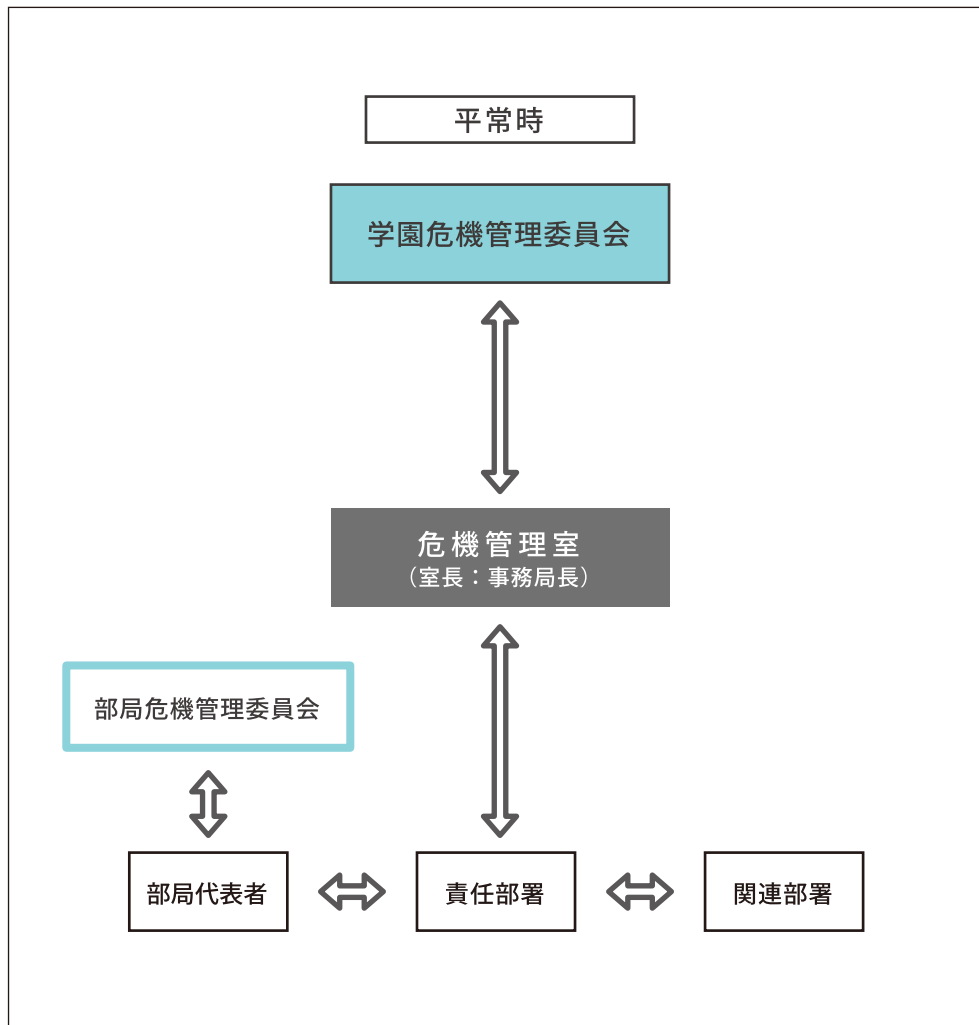 平常時
学園危機管理委員会
危機管理室
（室長：事務局長）
部局危機管理委員会
部局代表者
責任部署
関連部署